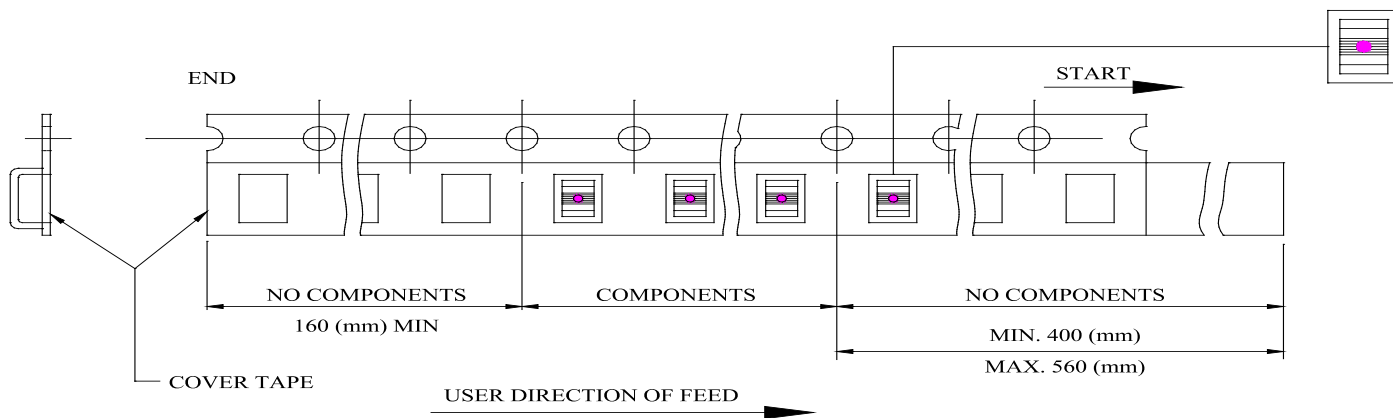 END
START
NO COMPONENTS
COMPONENTS
NO COMPONENTS
160 (mm) MIN
MIN. 400 (mm)
MAX. 560 (mm)
COVER TAPE
USER DIRECTION OF FEED